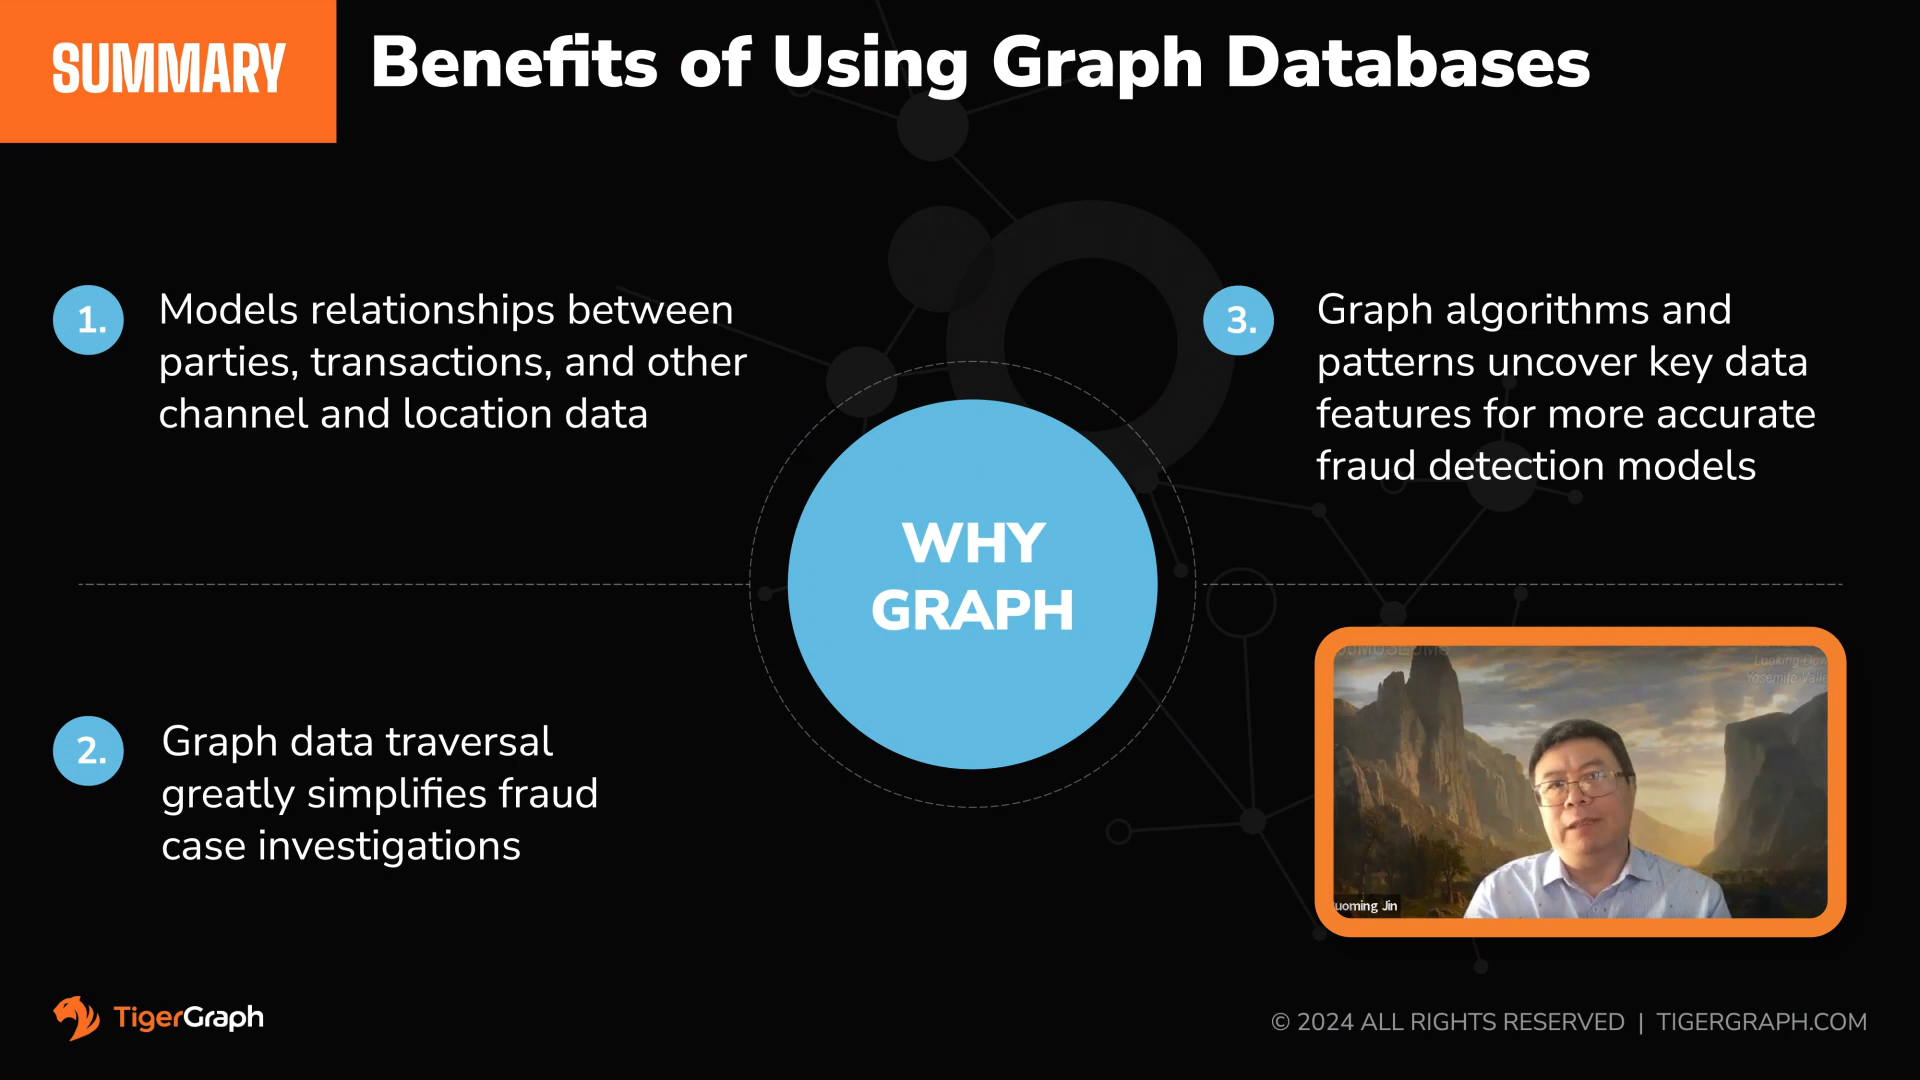 SUMMARY
Benefits of Using Graph Databases
1.
Models relationships between
parties, transactions, and other
channel and location data
2.
Graph data traversal
greatly simplifies fraud
case investigations
WHY
GRAPH
3.
Graph algorithms and
patterns uncover key data
features for more accurate
fraud detection models
Yosemite Valle
uoming Jin
TigerGraph
© 2024 ALL RIGHTS RESERVED | TIGERGRAPH.COM